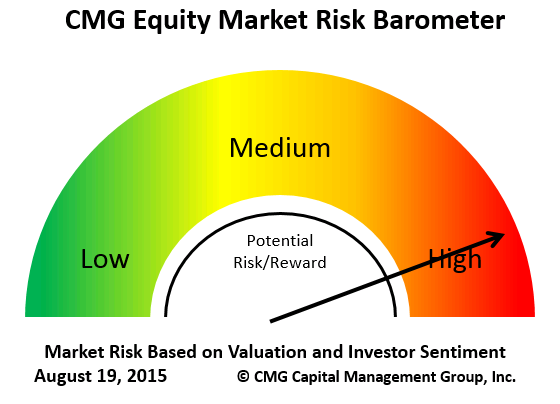 CMG Equity Market Risk Barometer
Medium
Potential
Risk/Reward
Low
High
Market Risk Based on Valuation and Investor Sentiment
August 19, 2015 © CMG Capital Management Group, Inc.